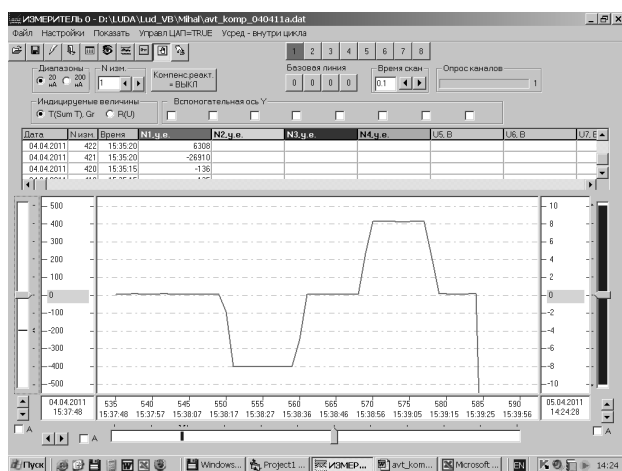 ИЗМЕРИТЕЛЬ 0 - D:\LUDA\Lud_VB\Mihal\avt_komp_040411a.dat
Файл Настройки Показать Управл ЦАП=TRUE Усред - внутри цикла
1 2 3 4 5 6 7 8
Диапазоны N изм. Базовая линия Время скан Опрос каналов
20 нА 200 нА 1 Компенс.реакт. = ВЫКЛ 0 0 0 0 0.1 1
Индицируемые величины Вспомогательная ось Y
T(Sum T), Gr R(U)
Дата N изм Время N1,y.e. N2,y.e. N3,y.e. N4,y.e. U5, В U6, В U7, В
04.04.2011 422 15:35:20 6308
04.04.2011 421 15:35:20 -26910
04.04.2011 420 15:35:15 -136
500 10
400 8
300 6
200 4
100 2
0 0
-100 -2
-200 -4
-300 -6
-400 -8
-500 -10
04.04.2011 535 540 545 550 555 560 565 570 575 580 585 590 05.04.2011
15:37:48 15:37:48 15:37:57 15:38:07 15:38:17 15:38:27 15:38:36 15:38:46 15:38:56 15:39:05 15:39:15 15:39:25 15:39:56 14:24:28
A A A
Пуск Windows... Project1 ... ИЗМЕР... avt_kom... Microsoft ... EN 14:24